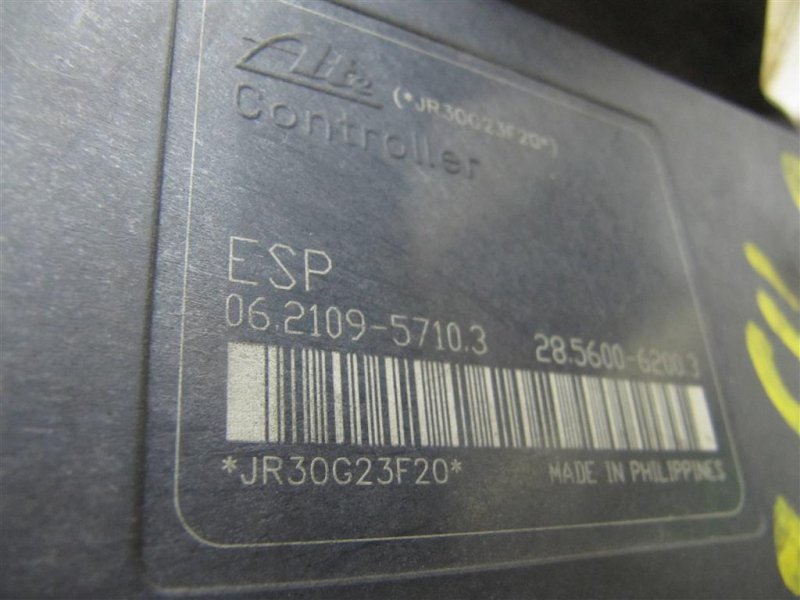 Ate (*JR30G23F20*)
Controller
ESP
06.2109-5710.3 28.5600-6200.3
*JR30G23F20* MADE IN PHILIPPINES